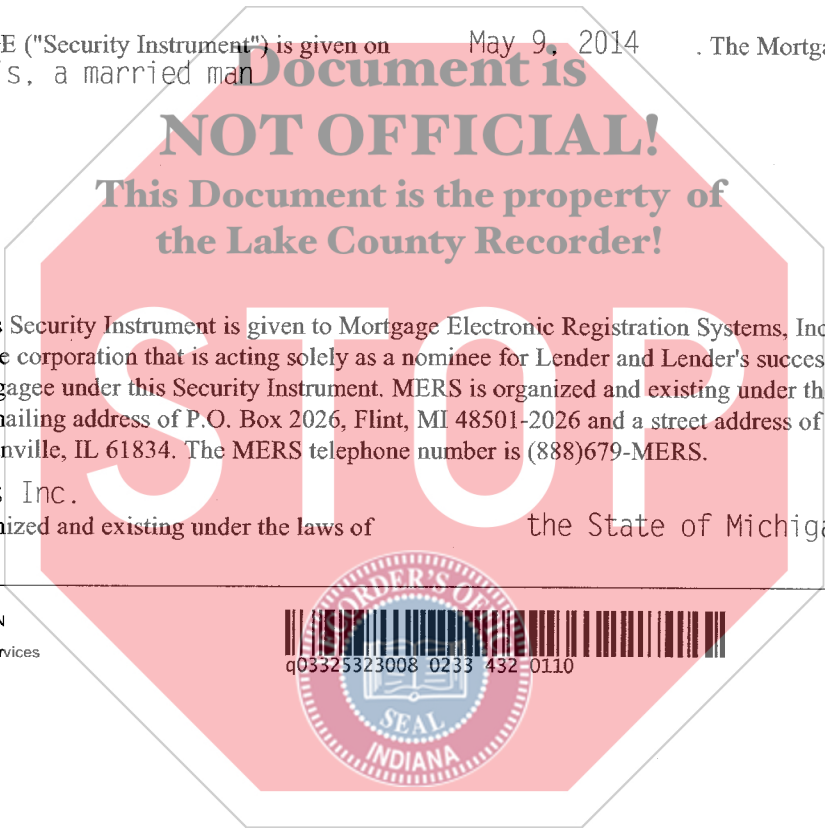 E ("Security Instrument") is given on May 9, 2014 . The Mortga
's, a married man
Document is
NOT OFFICIAL!
This Document is the property of
the Lake County Recorder!
STOP
s Security Instrument is given to Mortgage Electronic Registration Systems, Inc
e corporation that is acting solely as a nominee for Lender and Lender's succes
gagee under this Security Instrument. MERS is organized and existing under th
nailing address of P.O. Box 2026, Flint, MI 48501-2026 and a street address of
nville, IL 61834. The MERS telephone number is (888)679-MERS.
s Inc.
nized and existing under the laws of the State of Michiga
N
rvices
q03325323008 0233 432 0110
RECORDER'S OFFICE
SEAL
INDIANA